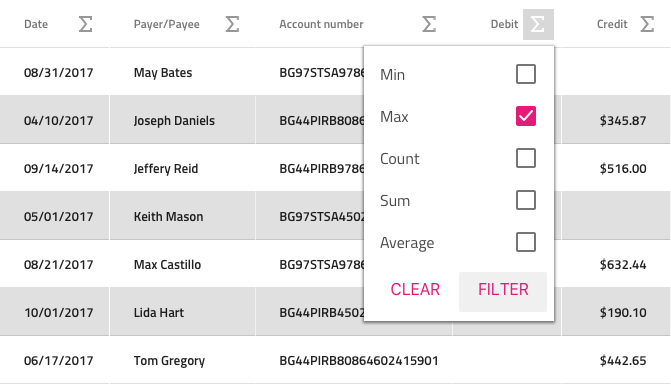 Date Σ Payer/Payee Σ Account number Σ Debit Σ Credit Σ
08/31/2017 May Bates BG97STSA9786
04/10/2017 Joseph Daniels BG44PIRB8086 $345.87
09/14/2017 Jeffery Reid BG44PIRB9786 $516.00
05/01/2017 Keith Mason BG97STSA4502
08/21/2017 Max Castillo BG97STSA9786 $632.44
10/01/2017 Lida Hart BG44PIRB4502 $190.10
06/17/2017 Tom Gregory BG44PIRB80864602415901 $442.65
Min
Max
Count
Sum
Average
CLEAR FILTER